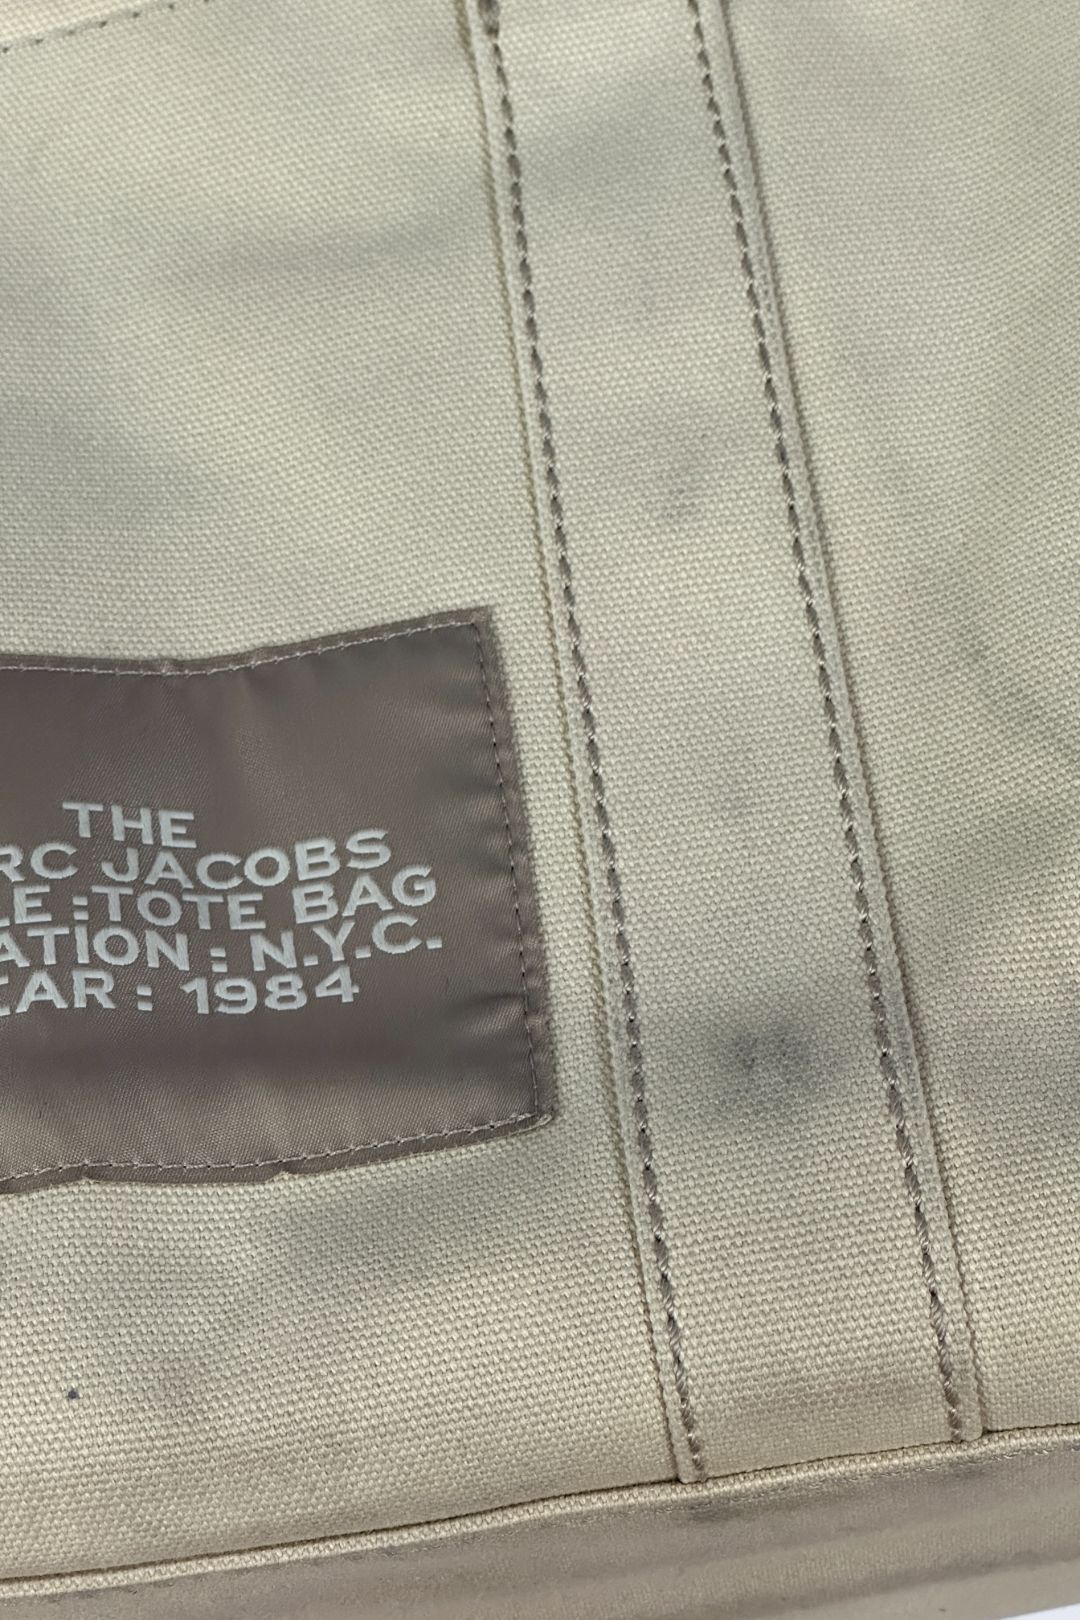 THE
RC JACOBS
LE :TOTE BAG
ATION : N.Y.C.
EAR : 1984